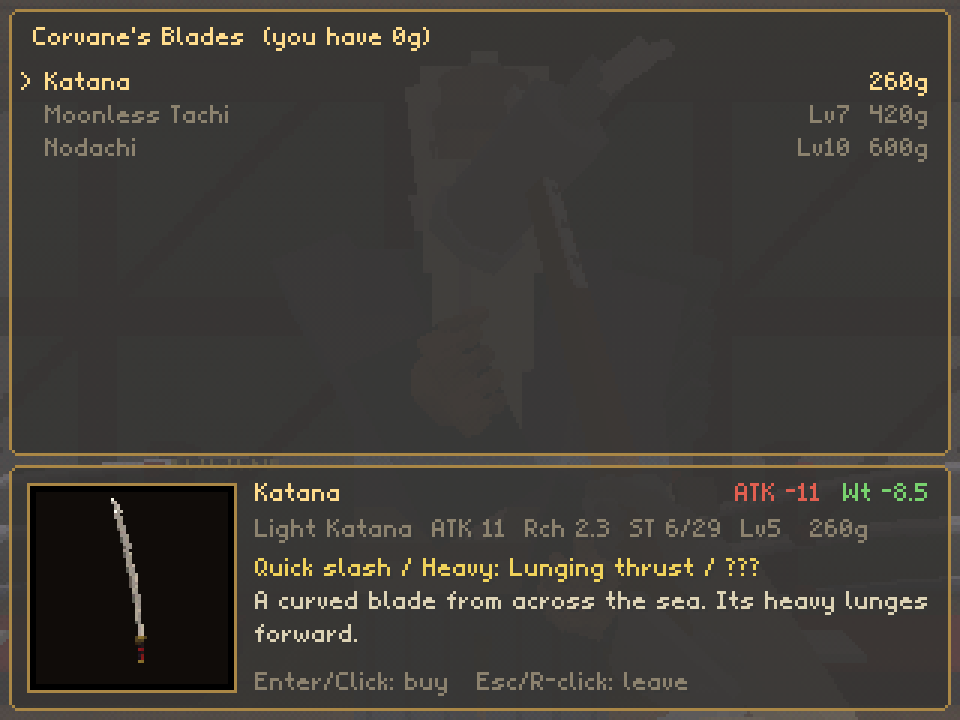 Corvane's Blades (you have 0g)
> Katana 260g
Moonless Tachi Lv7 420g
Nodachi Lv10 600g
Katana ATK -11 Wt -8.5
Light Katana ATK 11 Rch 2.3 ST 6/29 Lv5 260g
Quick slash / Heavy: Lunging thrust / ???
A curved blade from across the sea. Its heavy lunges
forward.
Enter/Click: buy Esc/R-click: leave